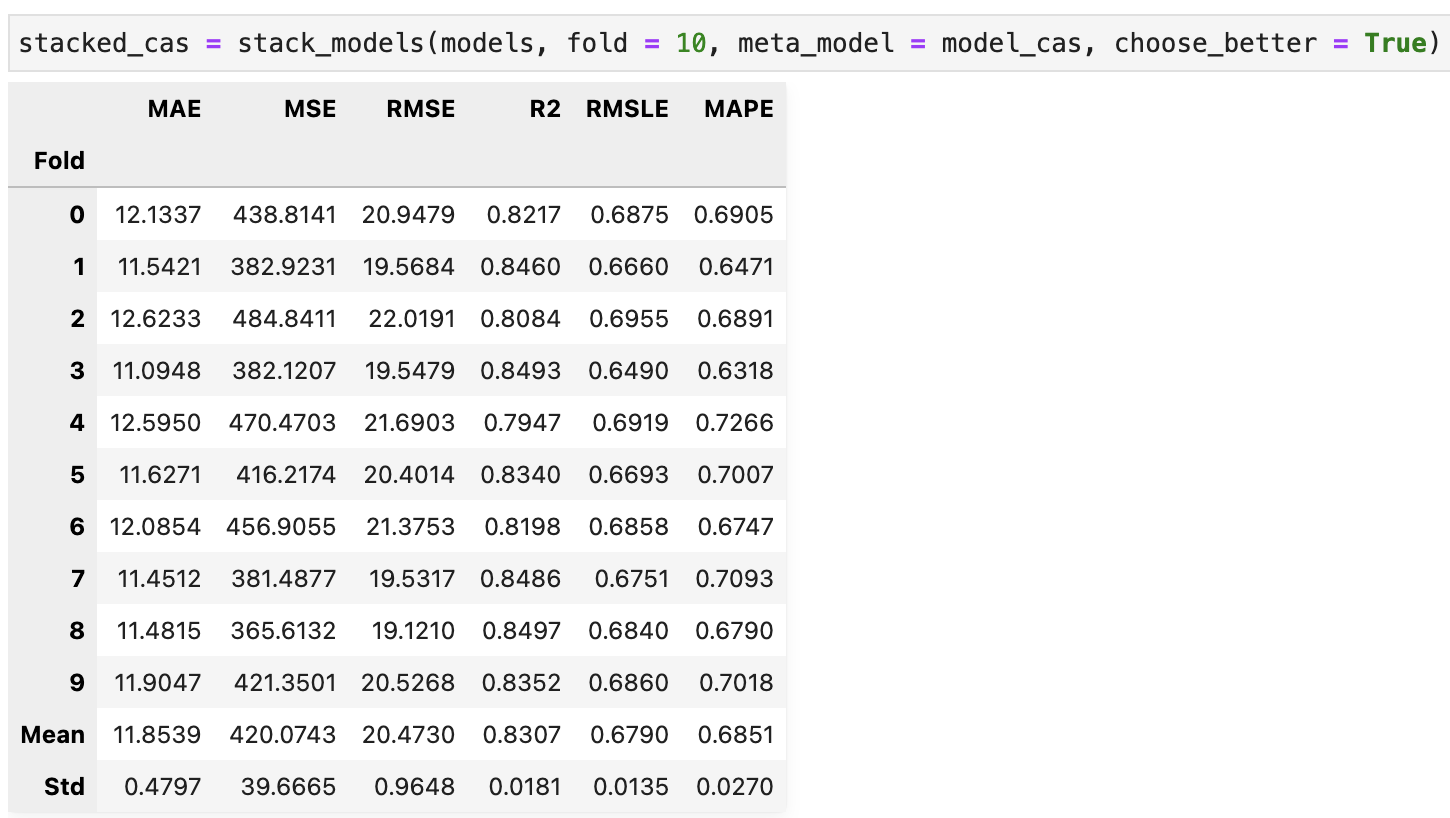 stacked_cas = stack_models(models, fold = 10, meta_model = model_cas, choose_better = True)
MAE MSE RMSE R2 RMSLE MAPE
Fold
0 12.1337 438.8141 20.9479 0.8217 0.6875 0.6905
1 11.5421 382.9231 19.5684 0.8460 0.6660 0.6471
2 12.6233 484.8411 22.0191 0.8084 0.6955 0.6891
3 11.0948 382.1207 19.5479 0.8493 0.6490 0.6318
4 12.5950 470.4703 21.6903 0.7947 0.6919 0.7266
5 11.6271 416.2174 20.4014 0.8340 0.6693 0.7007
6 12.0854 456.9055 21.3753 0.8198 0.6858 0.6747
7 11.4512 381.4877 19.5317 0.8486 0.6751 0.7093
8 11.4815 365.6132 19.1210 0.8497 0.6840 0.6790
9 11.9047 421.3501 20.5268 0.8352 0.6860 0.7018
Mean 11.8539 420.0743 20.4730 0.8307 0.6790 0.6851
Std 0.4797 39.6665 0.9648 0.0181 0.0135 0.0270